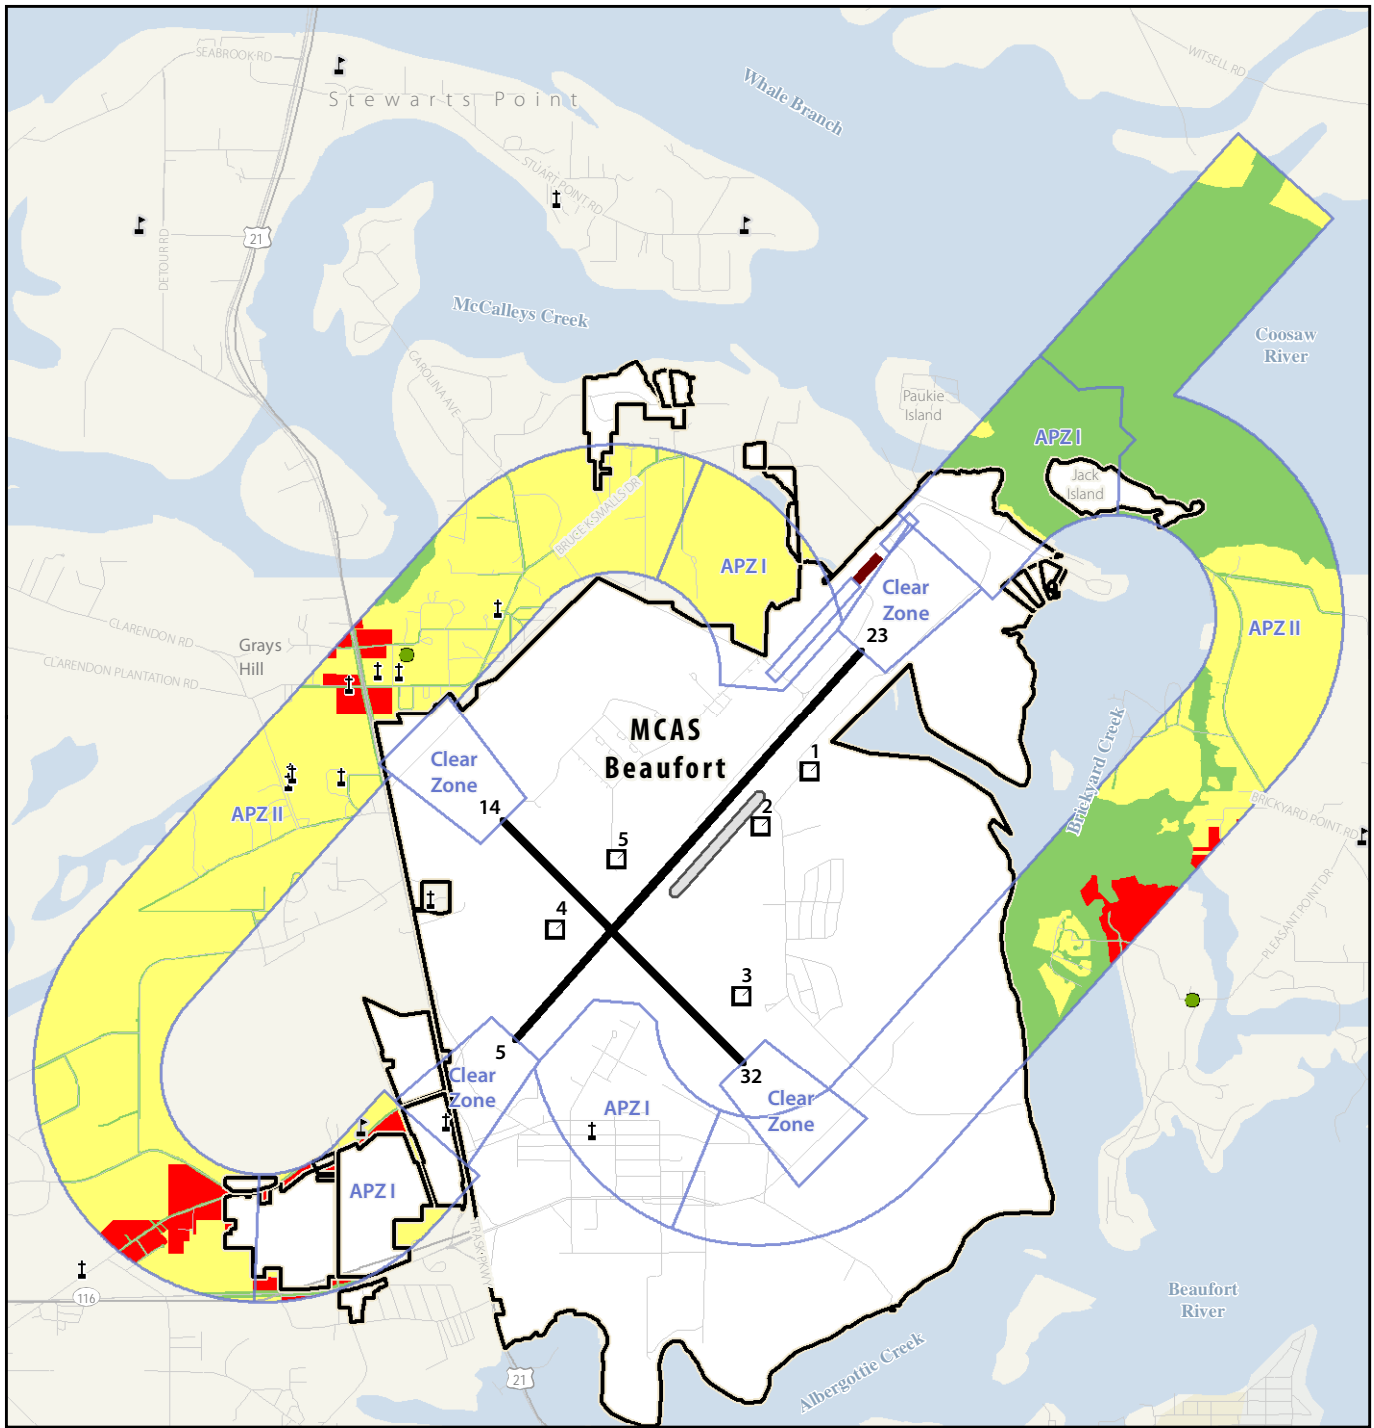 SEABROOK RD
Stewarts Point
Whale Branch
WITSELL RD
STUART POINT RD
DETOUR RD
21
McCalleys Creek
Coosaw
River
CAROLINA AVE
Paukie
Island
APZ I
Jack
Island
BRUCE K SMALLS DR
APZ I
Clear
Zone
23
CLARENDON RD
Grays
Hill
CLARENDON PLANTATION RD
APZ II
MCAS
Beaufort
Clear
Zone
14
1
2
5
4
3
Brickyard Creek
BRICKYARD POINT RD
PLEASANT POINT DR
APZ II
5
Clear
Zone
32
Clear
Zone
APZ I
APZ I
TRASK PKWY
116
21
Beaufort
River
Albergottie Creek